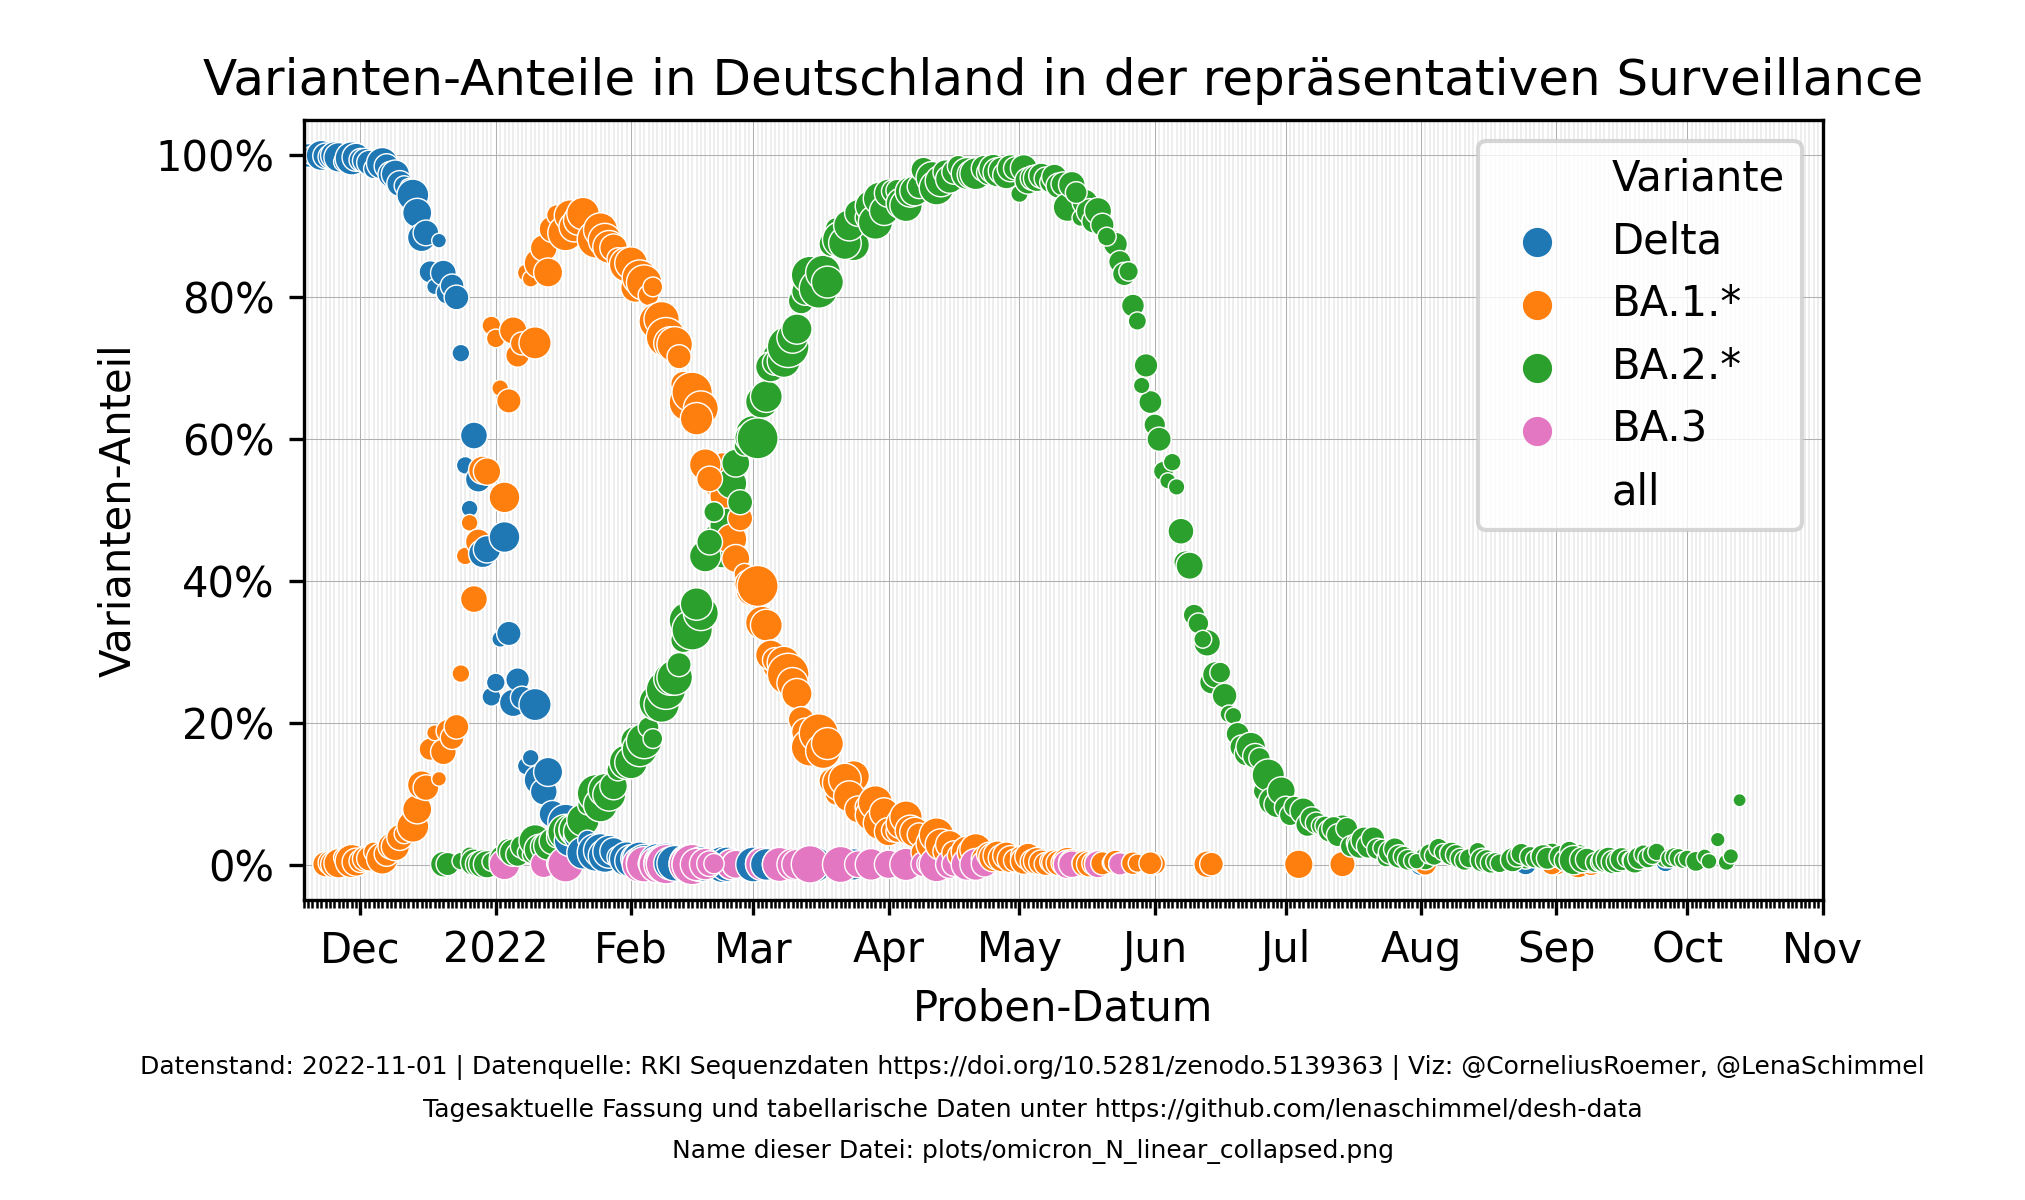 Varianten-Anteile in Deutschland in der repräsentativen Surveillance
Varianten-Anteil
100%
80%
60%
40%
20%
0%
Variante
Delta
BA.1.*
BA.2.*
BA.3
all
Dec 2022 Feb Mar Apr May Jun Jul Aug Sep Oct Nov
Proben-Datum
Datenstand: 2022-11-01 | Datenquelle: RKI Sequenzdaten https://doi.org/10.5281/zenodo.5139363 | Viz: @CorneliusRoemer, @LenaSchimmel
Tagesaktuelle Fassung und tabellarische Daten unter https://github.com/lenaschimmel/desh-data
Name dieser Datei: plots/omicron_N_linear_collapsed.png